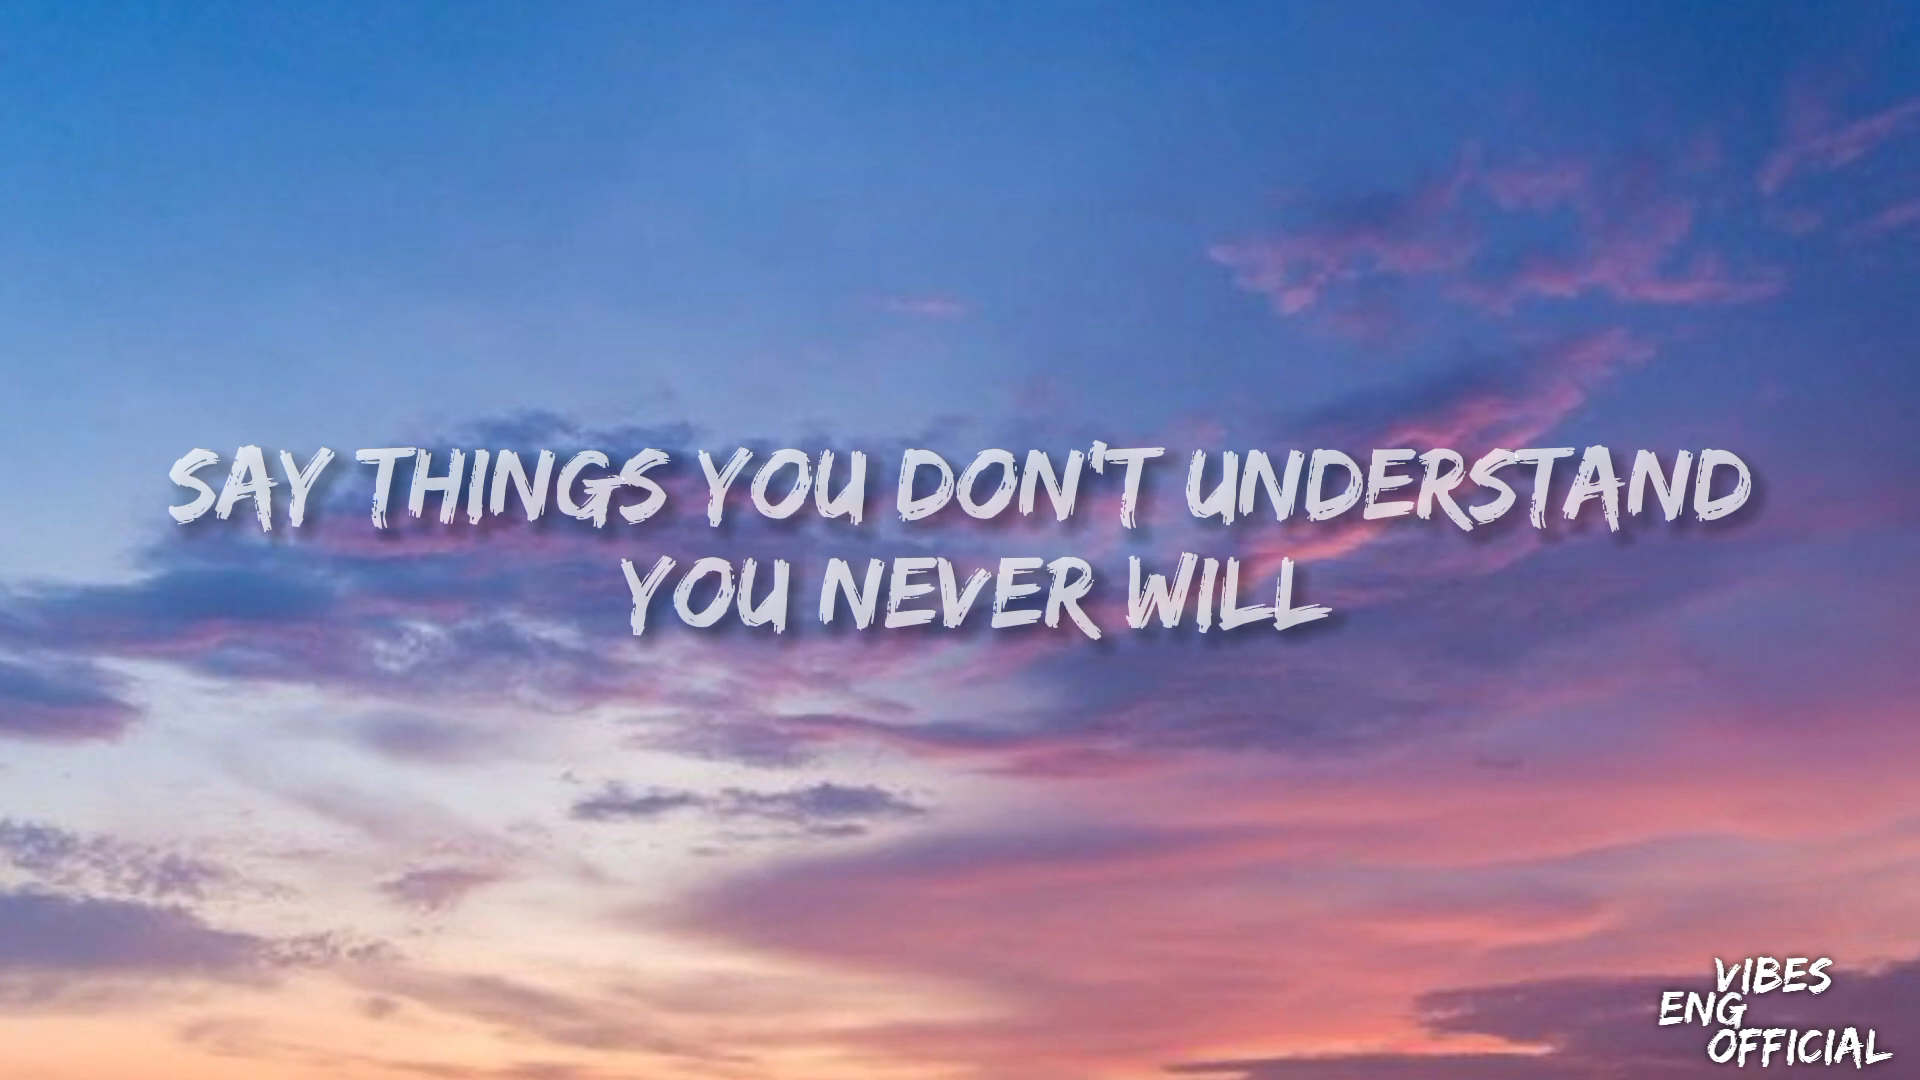 SAY THINGS YOU DON'T UNDERSTAND
YOU NEVER WILL
VIBES
ENG
OFFICIAL